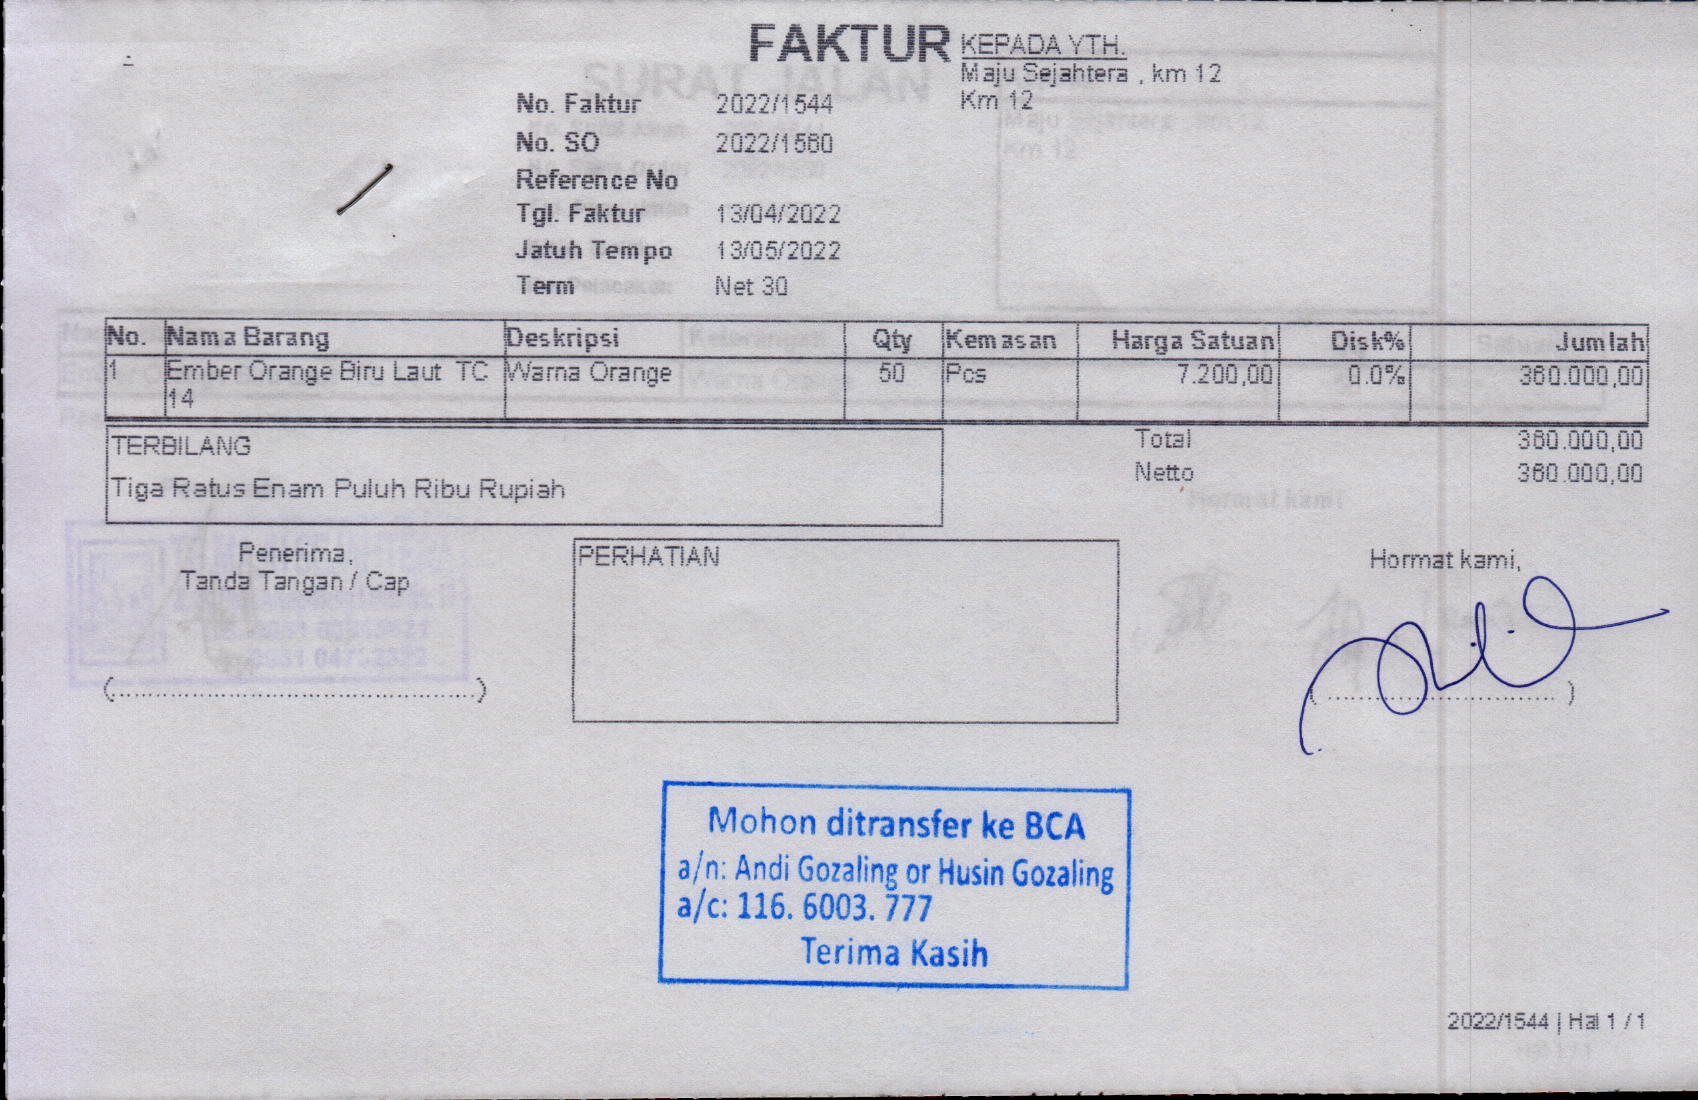 FAKTUR
KEPADA YTH.
Maju Sejahtera , km 12
Km 12
No. Faktur 2022/1544
No. SO 2022/1560
Reference No
Tgl. Faktur 13/04/2022
Jatuh Tempo 13/05/2022
Term Net 30
No. Nama Barang Deskripsi Qty Kemasan Harga Satuan Disk% Jumlah
1 Ember Orange Biru Laut TC Warna Orange 50 Pcs 7.200,00 0.0% 360.000,00
14
TERBILANG
Tiga Ratus Enam Puluh Ribu Rupiah
Total 360.000,00
Netto 360.000,00
Penerima,
Tanda Tangan / Cap
(..........................................)
PERHATIAN
Hormat kami,
( ............................ )
Mohon ditransfer ke BCA
a/n: Andi Gozaling or Husin Gozaling
a/c: 116. 6003. 777
Terima Kasih
2022/1544 | Hal 1 / 1